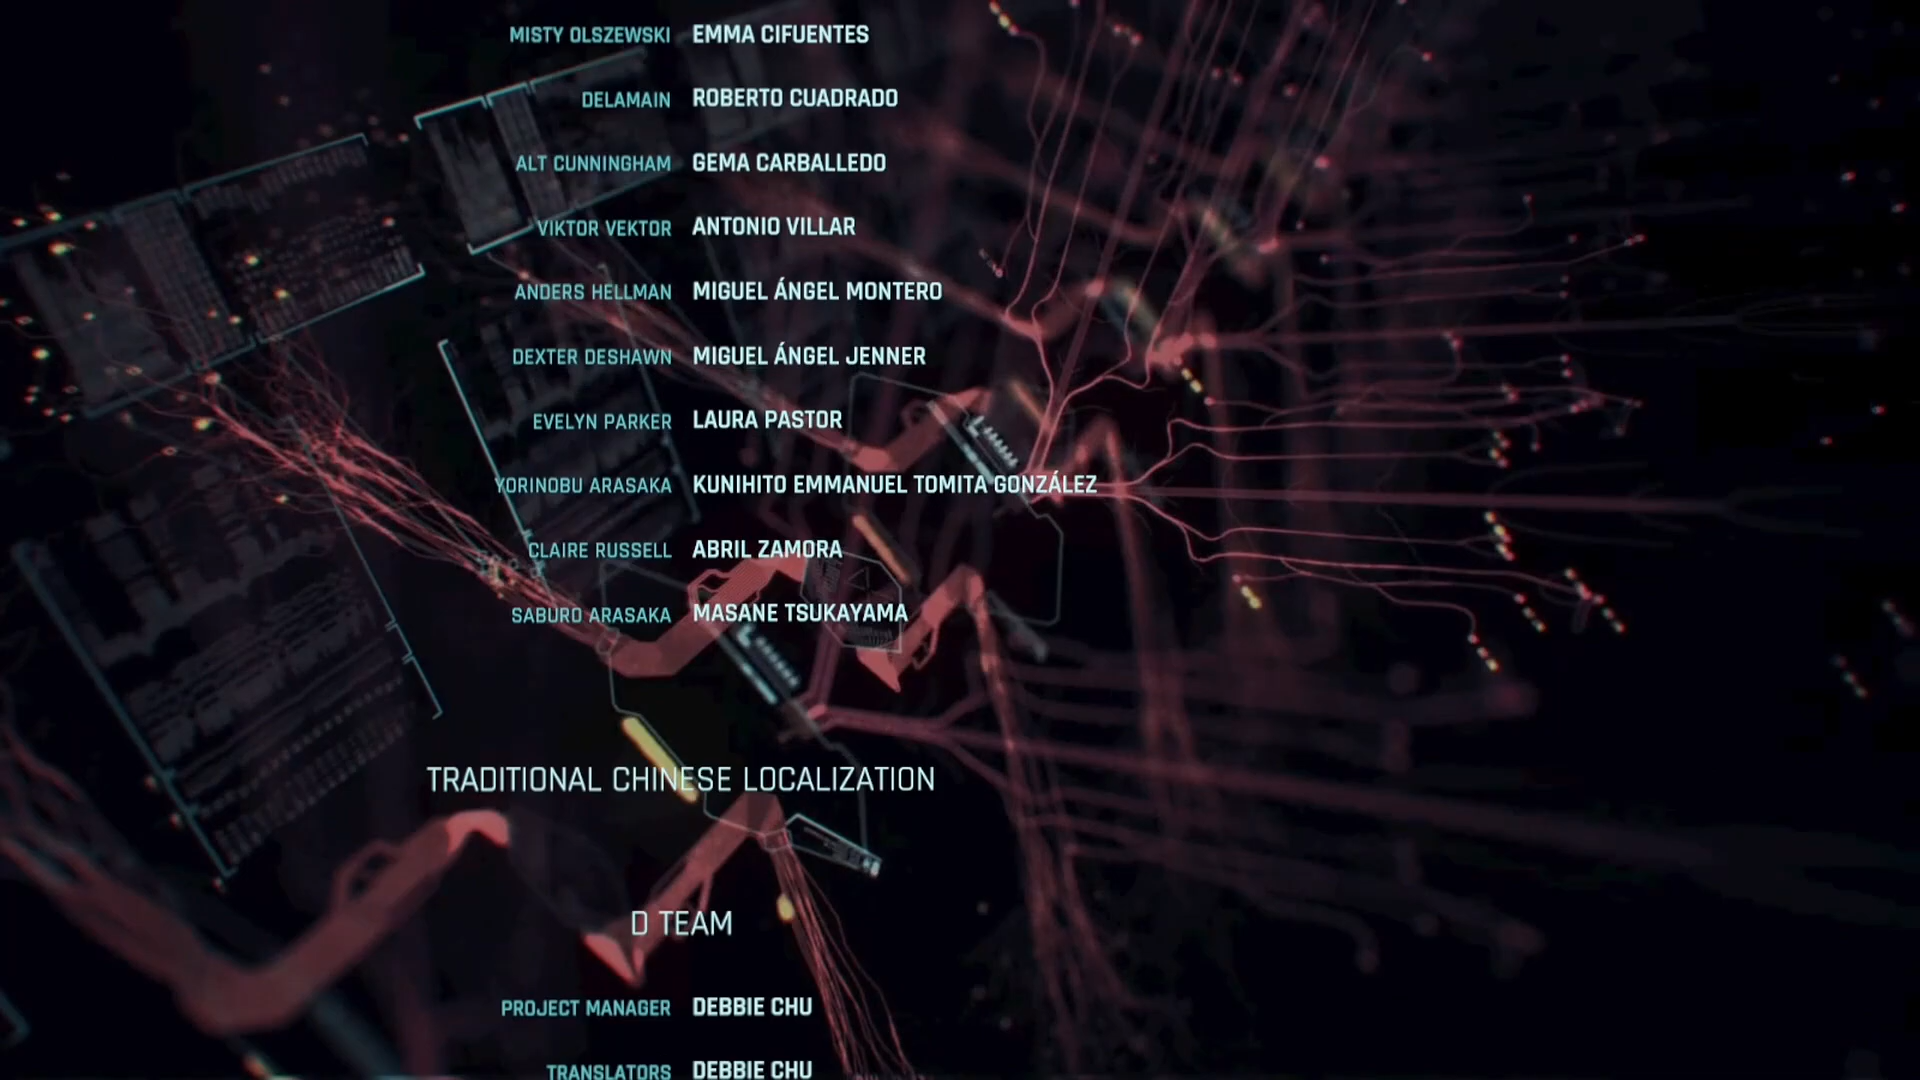 MISTY OLSZEWSKI EMMA CIFUENTES
DELAMAIN ROBERTO CUADRADO
ALT CUNNINGHAM GEMA CARBALLEDO
VIKTOR VEKTOR ANTONIO VILLAR
ANDERS HELLMAN MIGUEL ÁNGEL MONTERO
DEXTER DESHAWN MIGUEL ÁNGEL JENNER
EVELYN PARKER LAURA PASTOR
YORINOBU ARASAKA KUNIHITO EMMANUEL TOMITA GONZÁLEZ
CLAIRE RUSSELL ABRIL ZAMORA
SABURO ARASAKA MASANE TSUKAYAMA
TRADITIONAL CHINESE LOCALIZATION
D TEAM
PROJECT MANAGER DEBBIE CHU
TRANSLATORS DEBBIE CHU